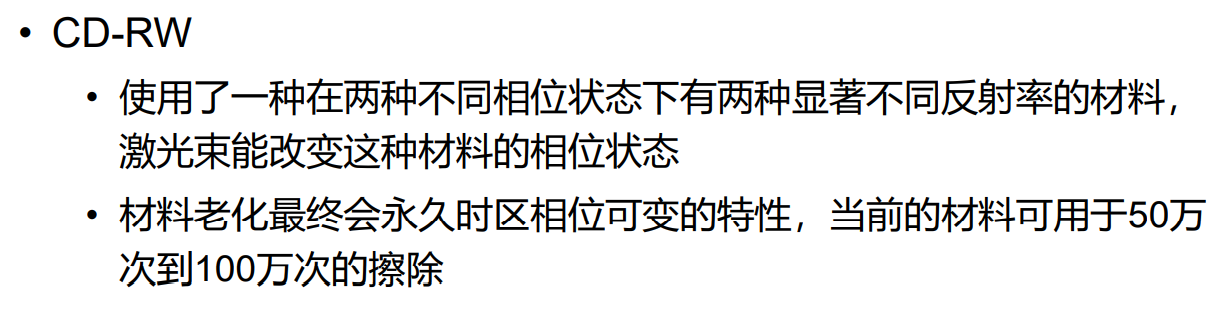 • CD-RW
• 使用了一种在两种不同相位状态下有两种显著不同反射率的材料，
激光束能改变这种材料的相位状态
• 材料老化最终会永久时区相位可变的特性，当前的材料可用于50万
次到100万次的擦除